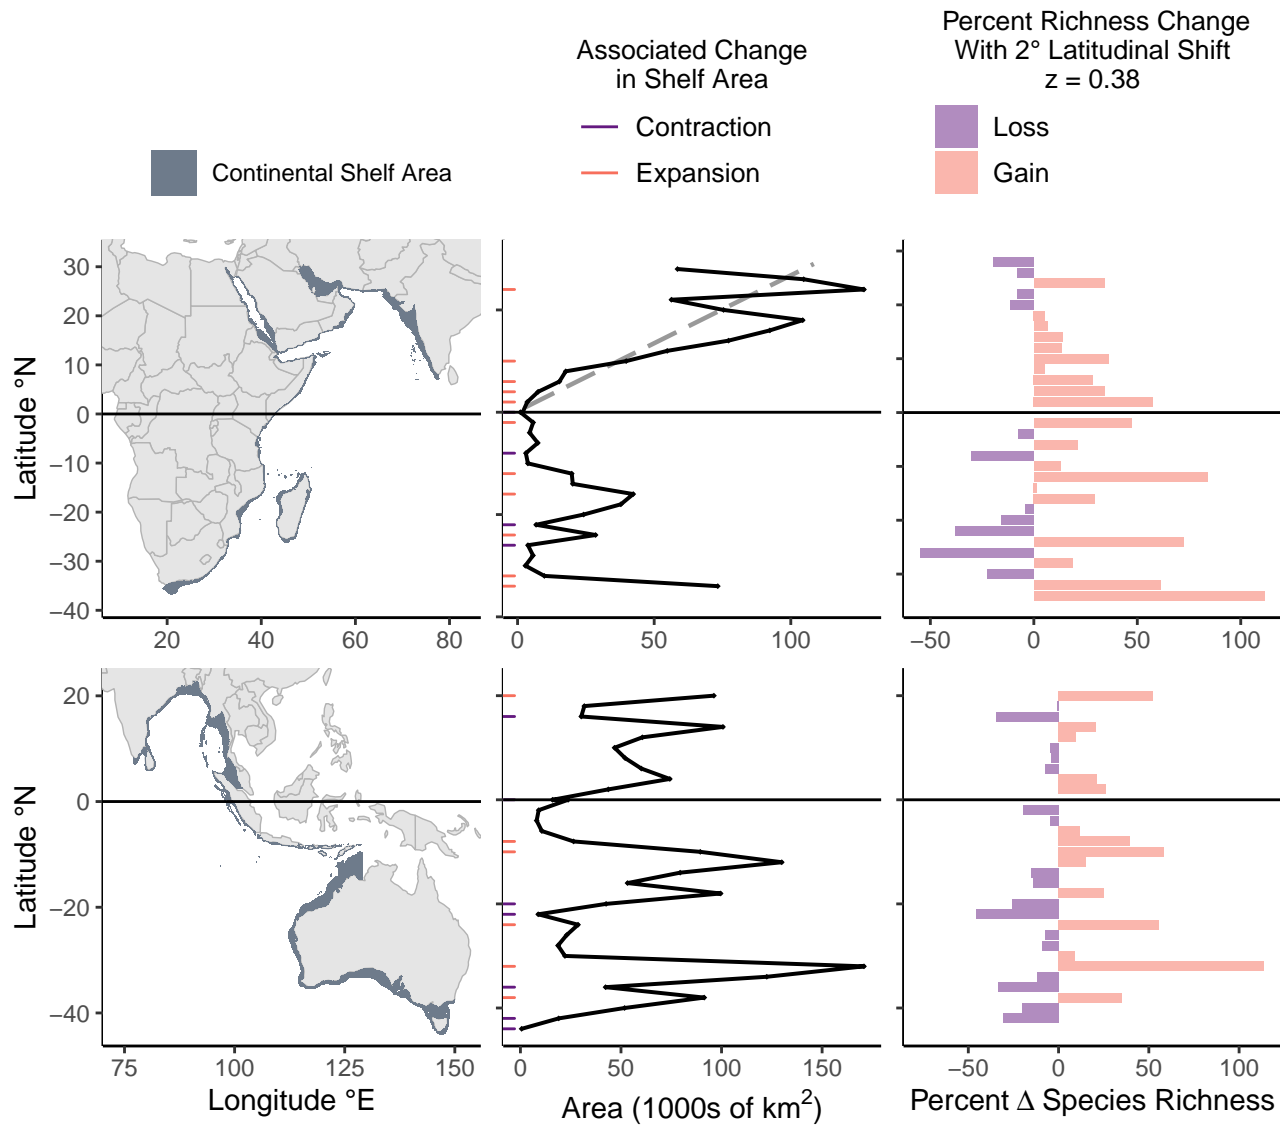 Continental Shelf Area
Associated Change
in Shelf Area
Contraction
Expansion
Percent Richness Change
With 2° Latitudinal Shift
z = 0.38
Loss
Gain
Latitude °N
30
20
10
0
−10
−20
−30
−40
20 40 60 80
0 50 100
−50 0 50 100
Latitude °N
20
0
−20
−40
75 100 125 150
0 50 100 150
−50 0 50 100
Longitude °E
Area (1000s of km²)
Percent Δ Species Richness